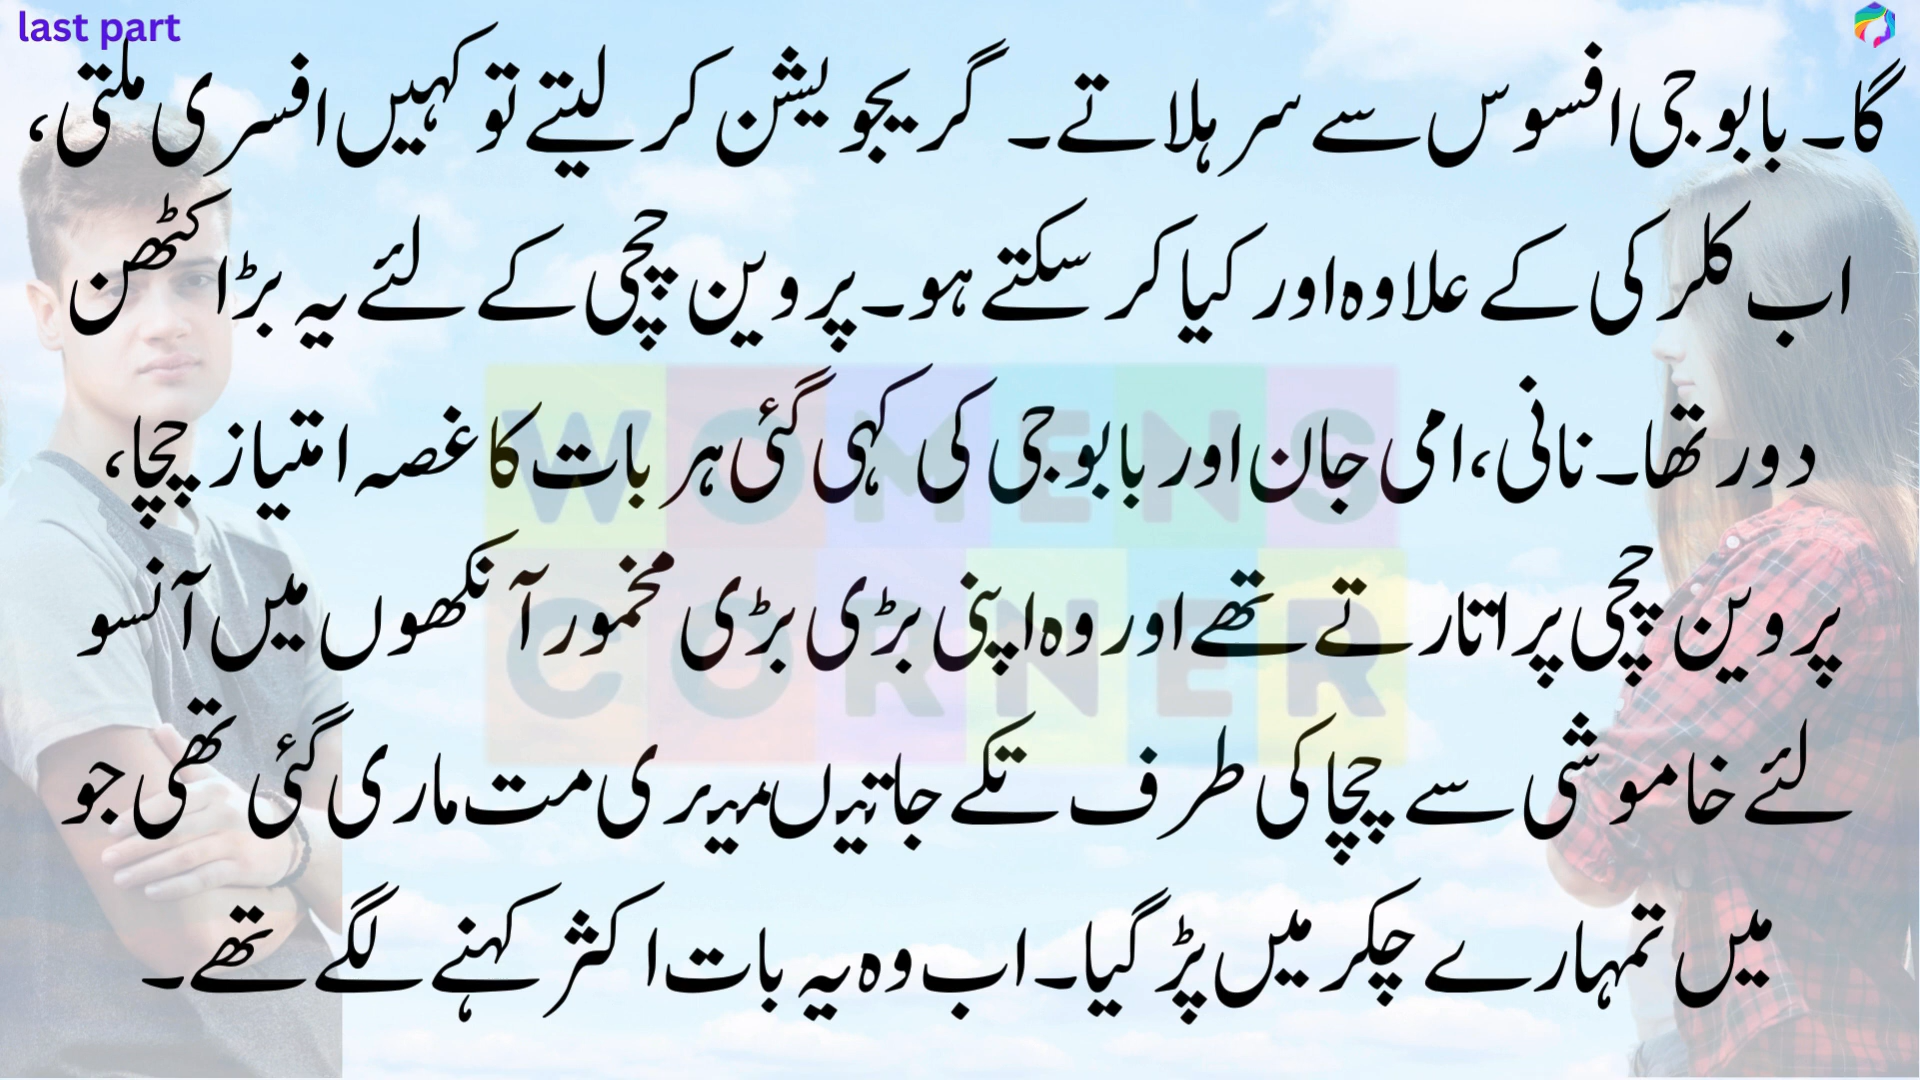 last part
گا۔ بابو جی افسوس سے سر ہلاتے۔ گریجویشن کر لیتے تو کہیں افسری ملتی،
اب کلرکی کے علاوہ اور کیا کر سکتے ہو۔ پروین چچی کے لئے یہ بڑا کٹھن
دور تھا۔ نانی، امی جان اور بابو جی کی کہی گئی ہر بات کا غصہ امتیاز چچا،
پروین چچی پر اتارتے تھے اور وہ اپنی بڑی بڑی مخمور آنکھوں میں آنسو
لئے خاموشی سے چچا کی طرف تکے جاتیں میری مت ماری گئی تھی جو
میں تمہارے چکر میں پڑ گیا۔ اب وہ یہ بات اکثر کہنے لگے تھے۔
WOMENS
CORNER